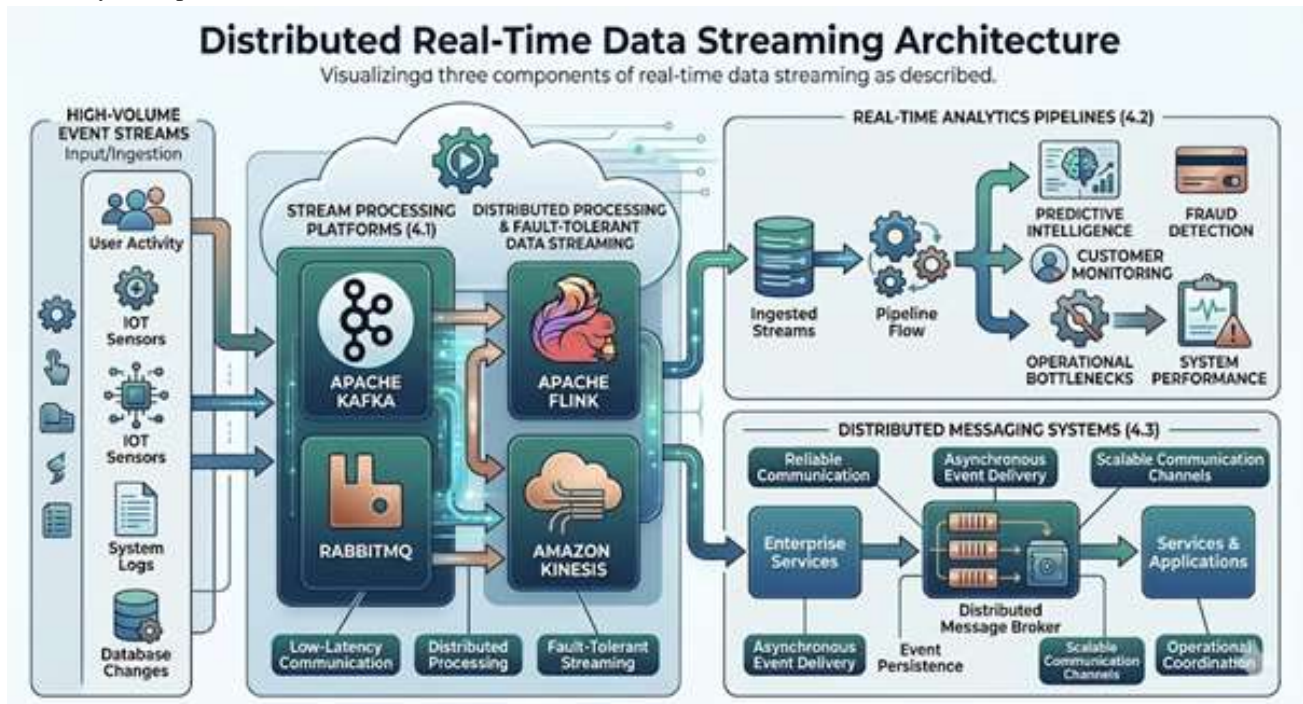 Distributed Real-Time Data Streaming Architecture
Visualizingd three components of real-time data streaming as described.
HIGH-VOLUME
EVENT STREAMS
Input/Ingestion
User Activity
IOT
Sensors
IOT
Sensors
System
Logs
Database
Changes
STREAM PROCESSING
PLATFORMS (4.1)
DISTRIBUTED PROCESSING
& FAULT-TOLERANT
DATA STREAMING
APACHE
KAFKA
APACHE
FLINK
RABBITMQ
AMAZON
KINESIS
Low-Latency
Communication
Distributed
Processing
Fault-Tolerant
Streaming
REAL-TIME ANALYTICS PIPELINES (4.2)
Ingested
Streams
Pipeline
Flow
PREDICTIVE
INTELLIGENCE
FRAUD
DETECTION
CUSTOMER
MONITORING
OPERATIONAL
BOTTLENECKS
SYSTEM
PERFORMANCE
DISTRIBUTED MESSAGING SYSTEMS (4.3)
Reliable
Communication
Asynchronous
Event Delivery
Scalable Communication
Channels
Enterprise
Services
Distributed
Message Broker
Services &
Applications
Asynchronous
Event Delivery
Event
Persistence
Scalable
Communication
Channels
Operational
Coordination